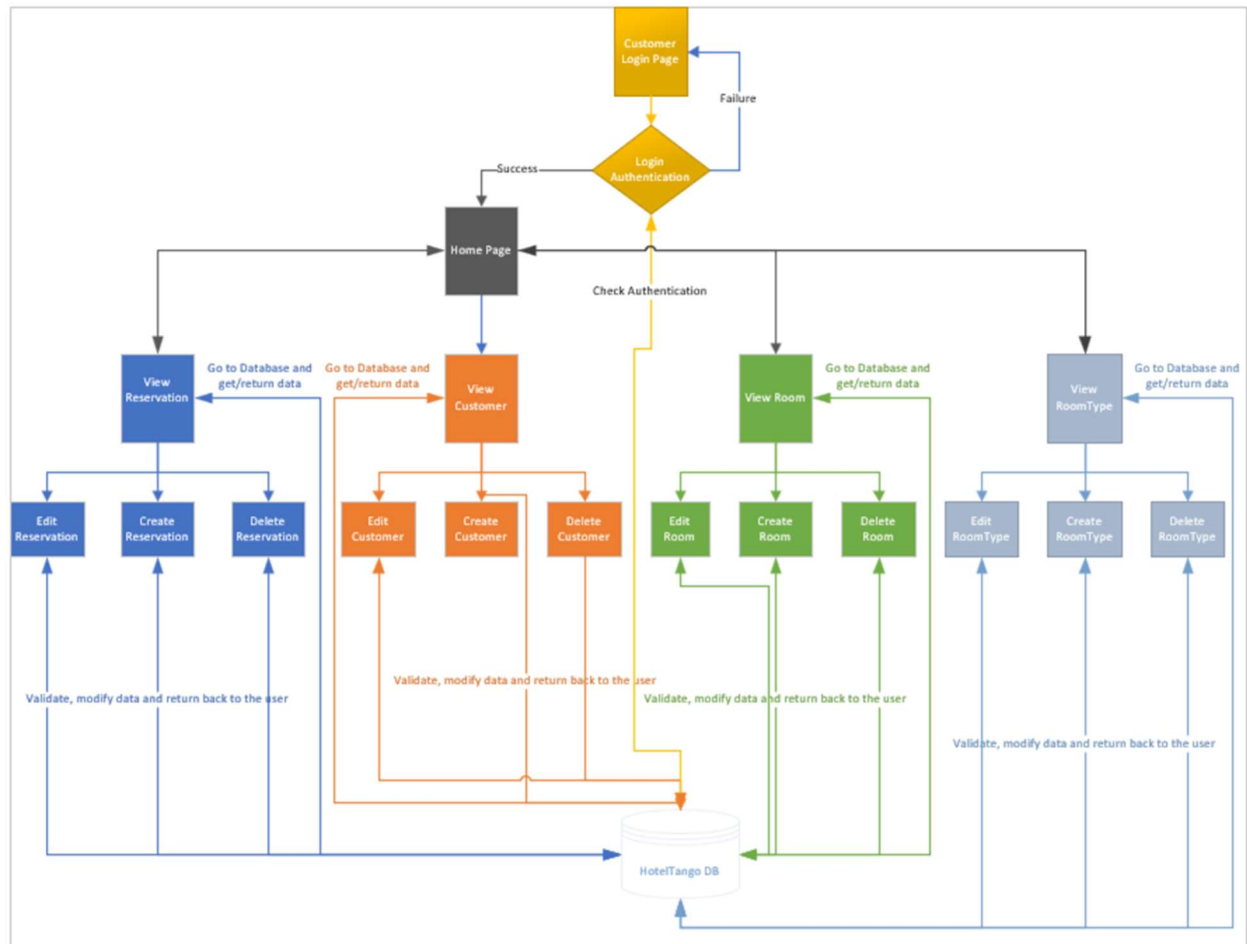 Customer
Login Page
Failure
Login
Authentication
Success
Home Page
Check Authentication
View
Reservation
Go to Database and
get/return data
Go to Database and
get/return data
View
Customer
View Room
Go to Database and
get/return data
View
RoomType
Go to Database and
get/return data
Edit
Reservation
Create
Reservation
Delete
Reservation
Edit
Customer
Create
Customer
Delete
Customer
Edit
Room
Create
Room
Delete
Room
Edit
RoomType
Create
RoomType
Delete
RoomType
Validate, modify data and return back to the user
Validate, modify data and return back to the user
Validate, modify data and return back to the user
Validate, modify data and return back to the user
HotelTango DB